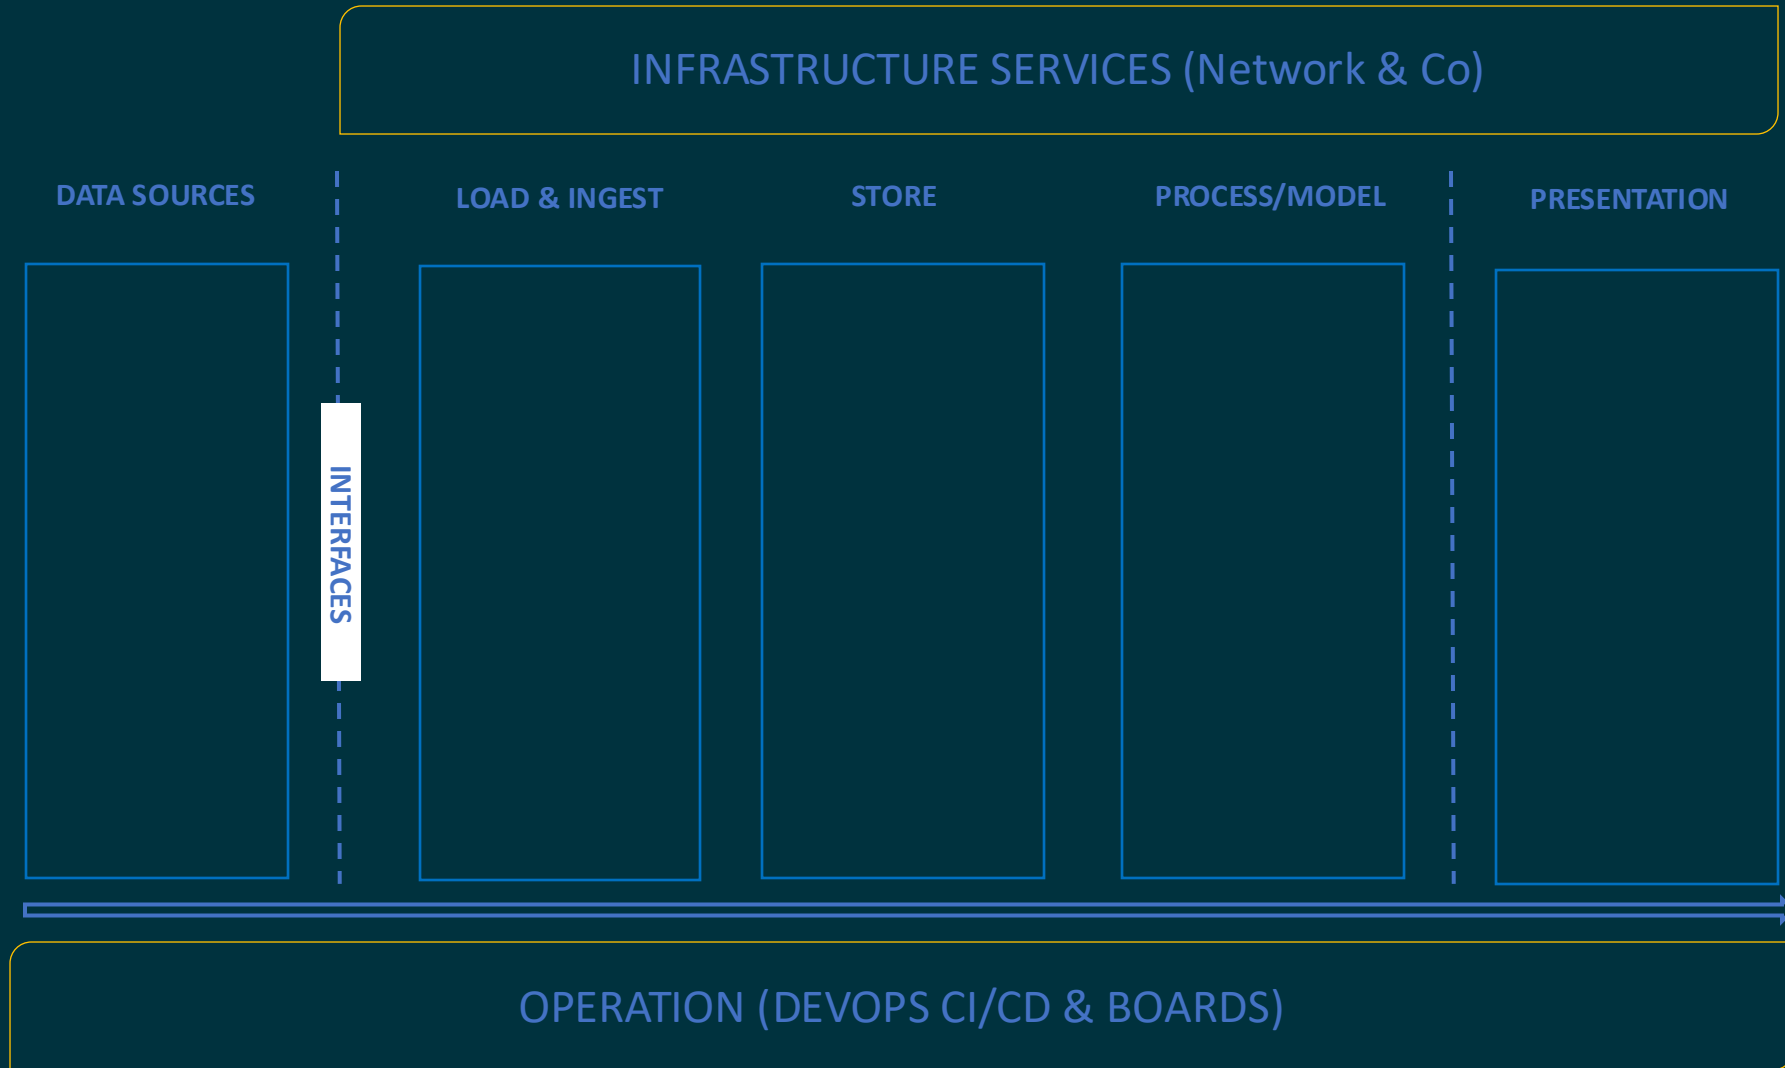 INFRASTRUCTURE SERVICES (Network & Co)
DATA SOURCES
LOAD & INGEST
STORE
PROCESS/MODEL
PRESENTATION
INTERFACES
OPERATION (DEVOPS CI/CD & BOARDS)